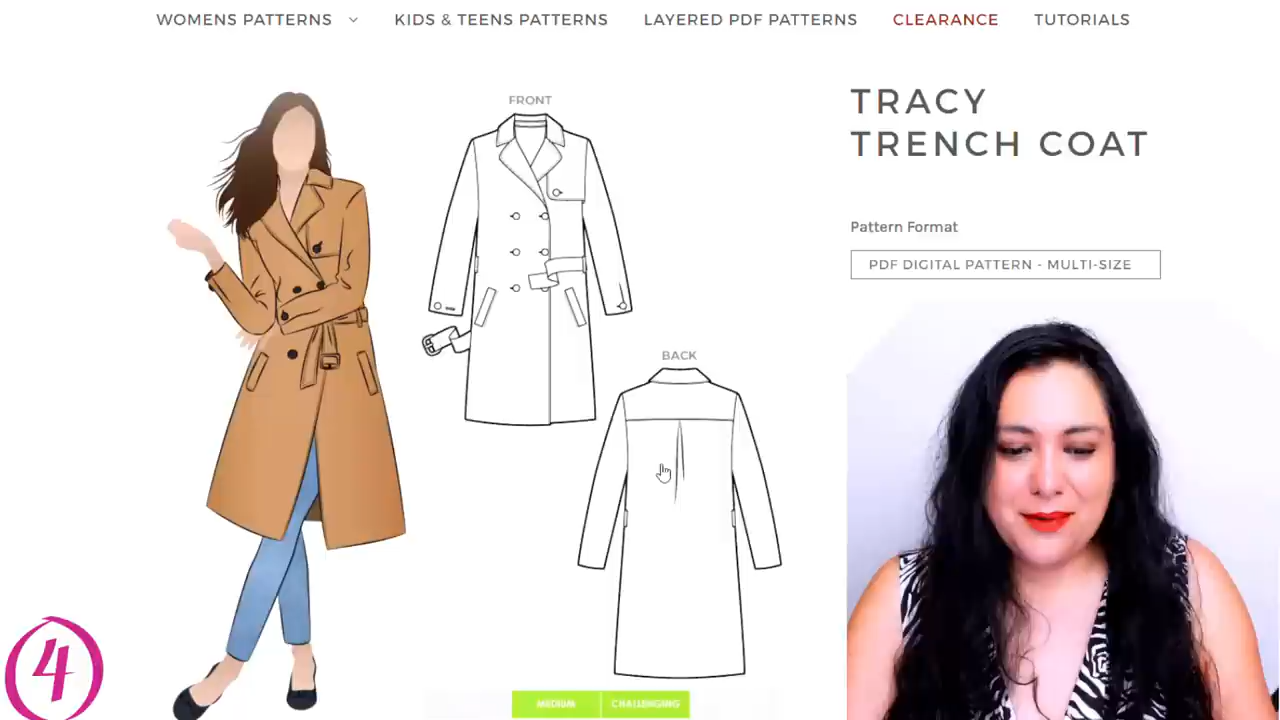 WOMENS PATTERNS KIDS & TEENS PATTERNS LAYERED PDF PATTERNS CLEARANCE TUTORIALS
FRONT
TRACY
TRENCH COAT
Pattern Format
PDF DIGITAL PATTERN - MULTI-SIZE
BACK
4
MEDIUM CHALLENGING